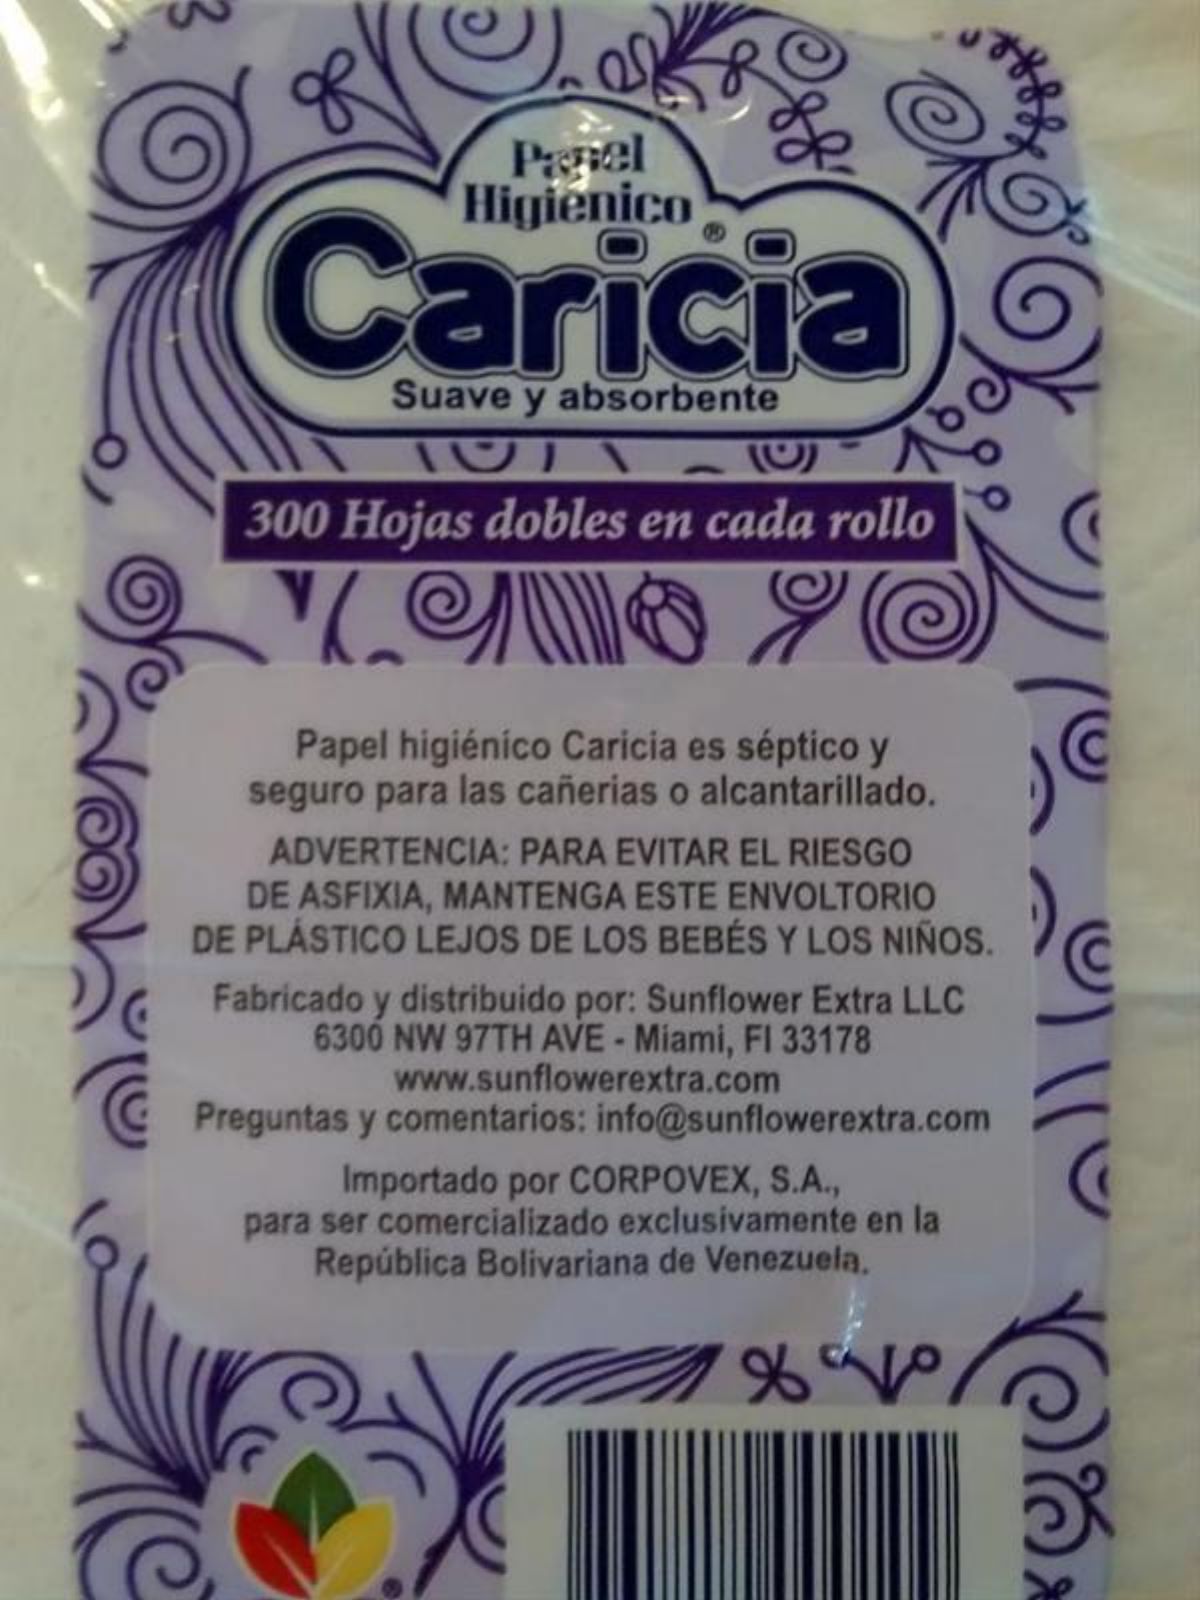 Papel
Higiénico
Caricia®
Suave y absorbente
300 Hojas dobles en cada rollo
Papel higiénico Caricia es séptico y
seguro para las cañerias o alcantarillado.
ADVERTENCIA: PARA EVITAR EL RIESGO
DE ASFIXIA, MANTENGA ESTE ENVOLTORIO
DE PLÁSTICO LEJOS DE LOS BEBÉS Y LOS NIÑOS.
Fabricado y distribuido por: Sunflower Extra LLC
6300 NW 97TH AVE - Miami, Fl 33178
www.sunflowerextra.com
Preguntas y comentarios: info@sunflowerextra.com
Importado por CORPOVEX, S.A.,
para ser comercializado exclusivamente en la
República Bolivariana de Venezuela.
®